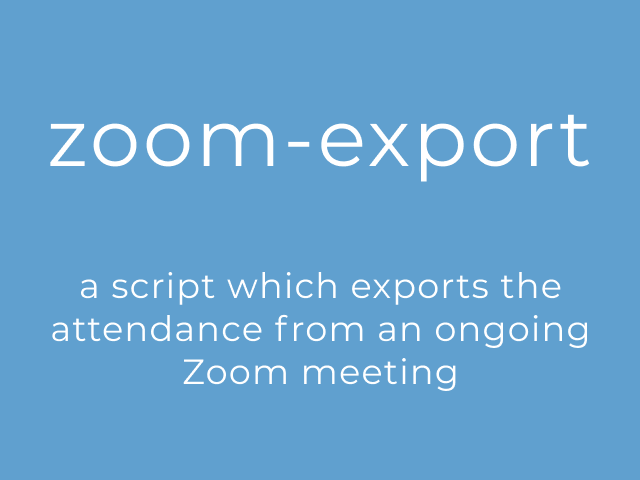 zoom-export
a script which exports the
attendance from an ongoing
Zoom meeting